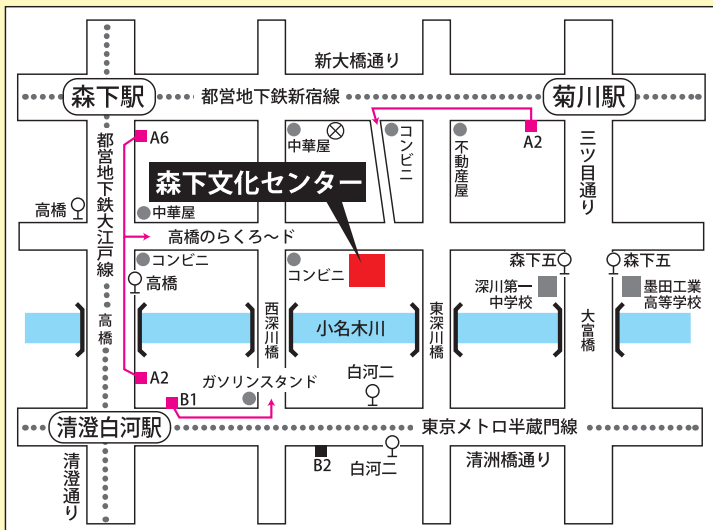 新大橋通り
森下駅
都営地下鉄新宿線
菊川駅
A6
中華屋
コンビニ
不動産屋
A2
三ツ目通り
都営地下鉄大江戸線
森下文化センター
高橋
中華屋
高橋のらくろ〜ド
コンビニ
高橋
コンビニ
森下五
森下五
深川第一
中学校
墨田工業
高等学校
高橋
西深川橋
小名木川
東深川橋
大富橋
A2
B1
ガソリンスタンド
白河二
清澄白河駅
東京メトロ半蔵門線
清澄通り
B2
白河二
清洲橋通り